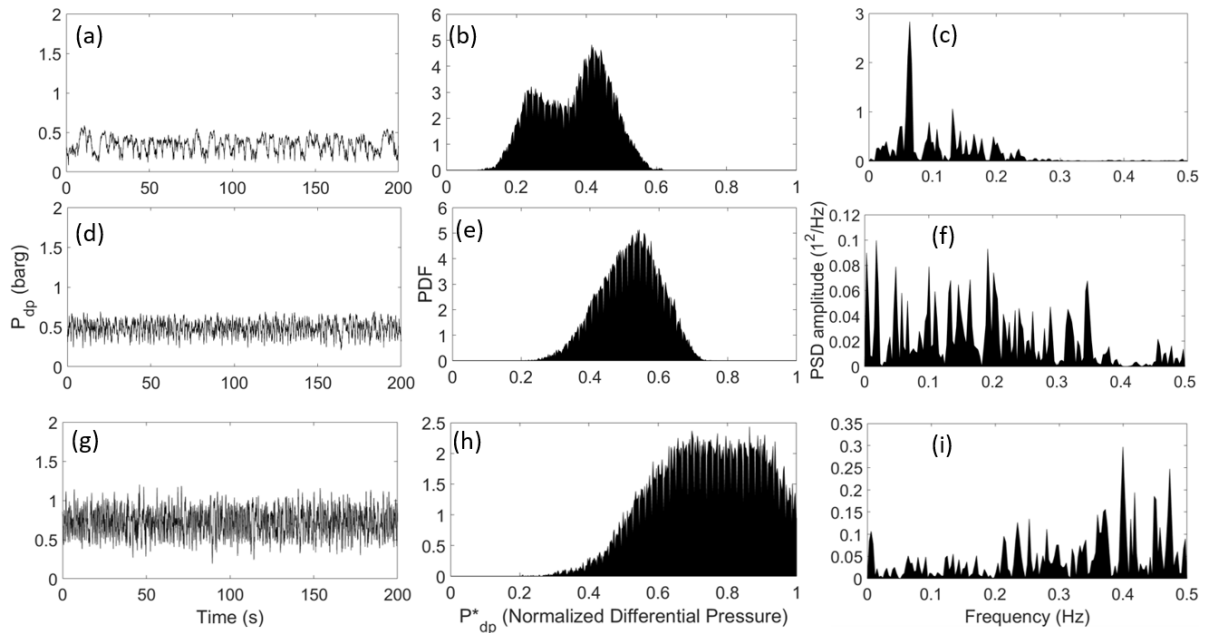 (a)
2
1.5
1
0.5
0
0 50 100 150 200
(b)
6
5
4
3
2
1
0
0 0.2 0.4 0.6 0.8 1
(c)
3
2
1
0
0 0.1 0.2 0.3 0.4 0.5
P_dp (barg)
(d)
2
1.5
1
0.5
0
0 50 100 150 200
PDF
(e)
6
5
4
3
2
1
0
0 0.2 0.4 0.6 0.8 1
PSD amplitude (1²/Hz)
(f)
0.12
0.1
0.08
0.06
0.04
0.02
0
0 0.1 0.2 0.3 0.4 0.5
(g)
2
1.5
1
0.5
0
0 50 100 150 200
Time (s)
(h)
2.5
2
1.5
1
0.5
0
0 0.2 0.4 0.6 0.8 1
P*_dp (Normalized Differential Pressure)
(i)
0.35
0.3
0.25
0.2
0.15
0.1
0.05
0
0 0.1 0.2 0.3 0.4 0.5
Frequency (Hz)